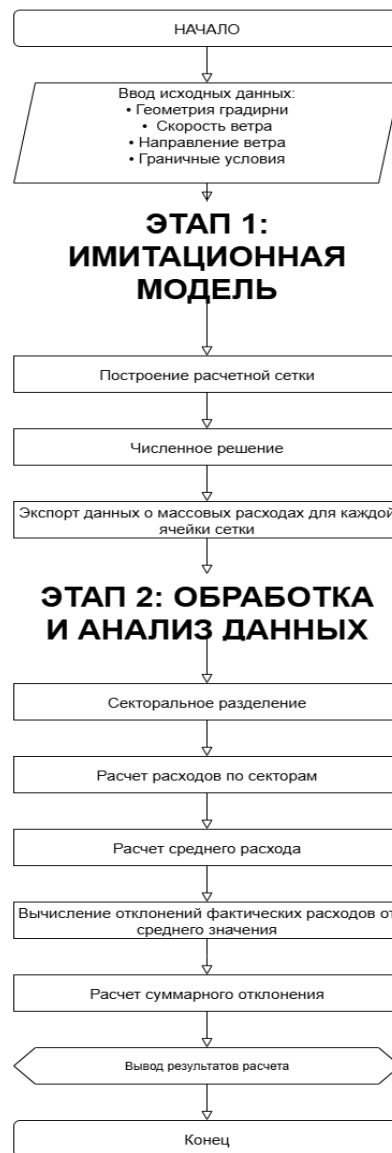 НАЧАЛО
Ввод исходных данных:
• Геометрия градирни
• Скорость ветра
• Направление ветра
• Граничные условия
ЭТАП 1:
ИМИТАЦИОННАЯ
МОДЕЛЬ
Построение расчетной сетки
Численное решение
Экспорт данных о массовых расходах для каждой
ячейки сетки
ЭТАП 2: ОБРАБОТКА
И АНАЛИЗ ДАННЫХ
Секторальное разделение
Расчет расходов по секторам
Расчет среднего расхода
Вычисление отклонений фактических расходов от
среднего значения
Расчет суммарного отклонения
Вывод результатов расчета
Конец